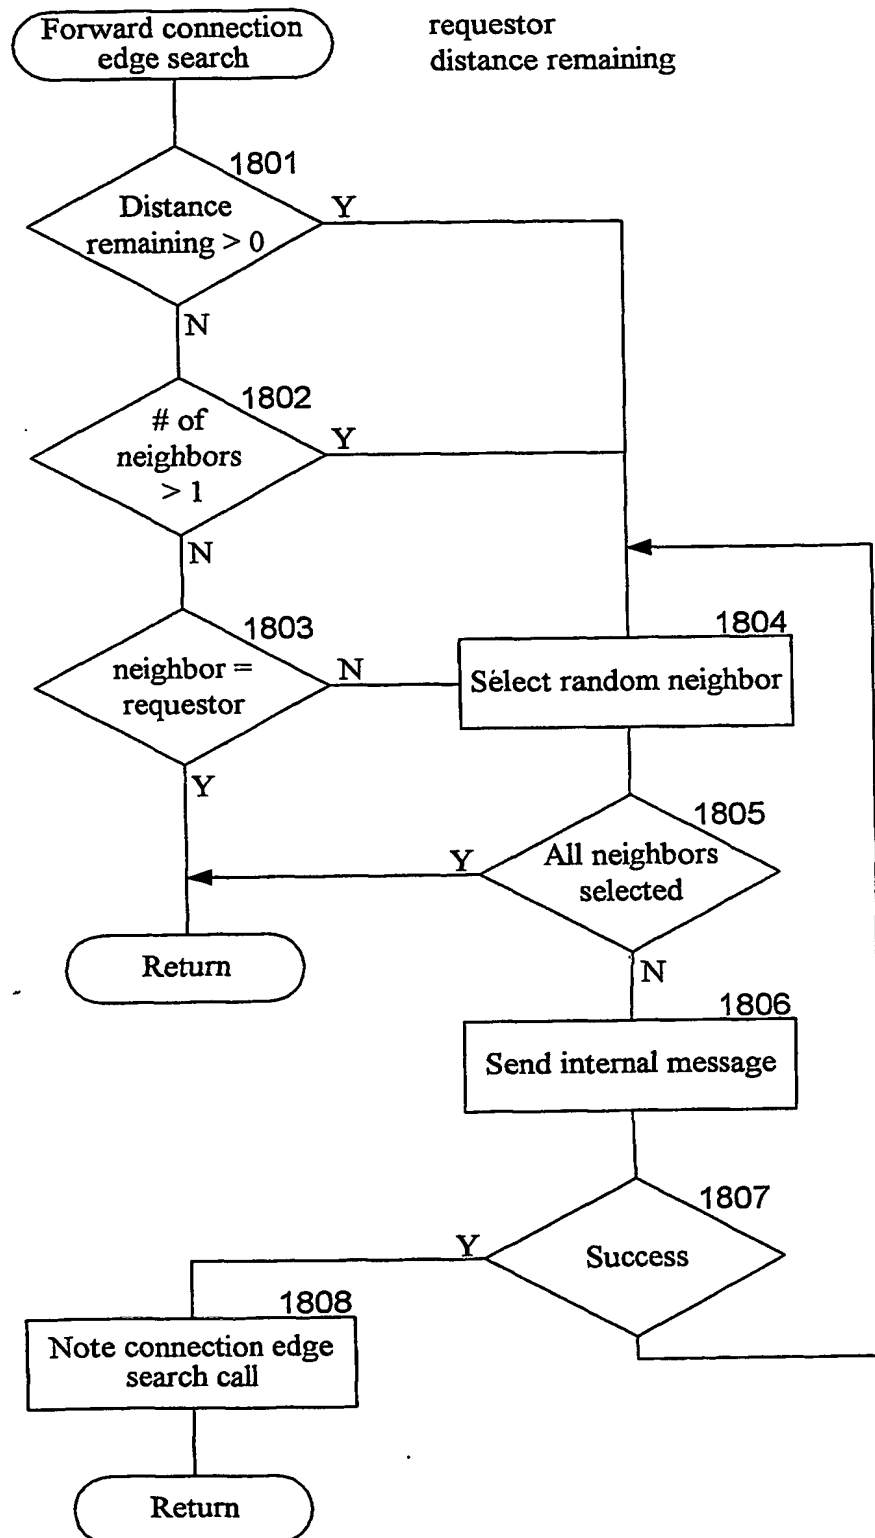 Forward connection
edge search
requestor
distance remaining
1801
Distance
remaining > 0
Y
N
1802
# of
neighbors
> 1
Y
N
1803
neighbor =
requestor
N
Y
1804
Select random neighbor
1805
All neighbors
selected
Y
N
Return
1806
Send internal message
1807
Success
Y
1808
Note connection edge
search call
Return